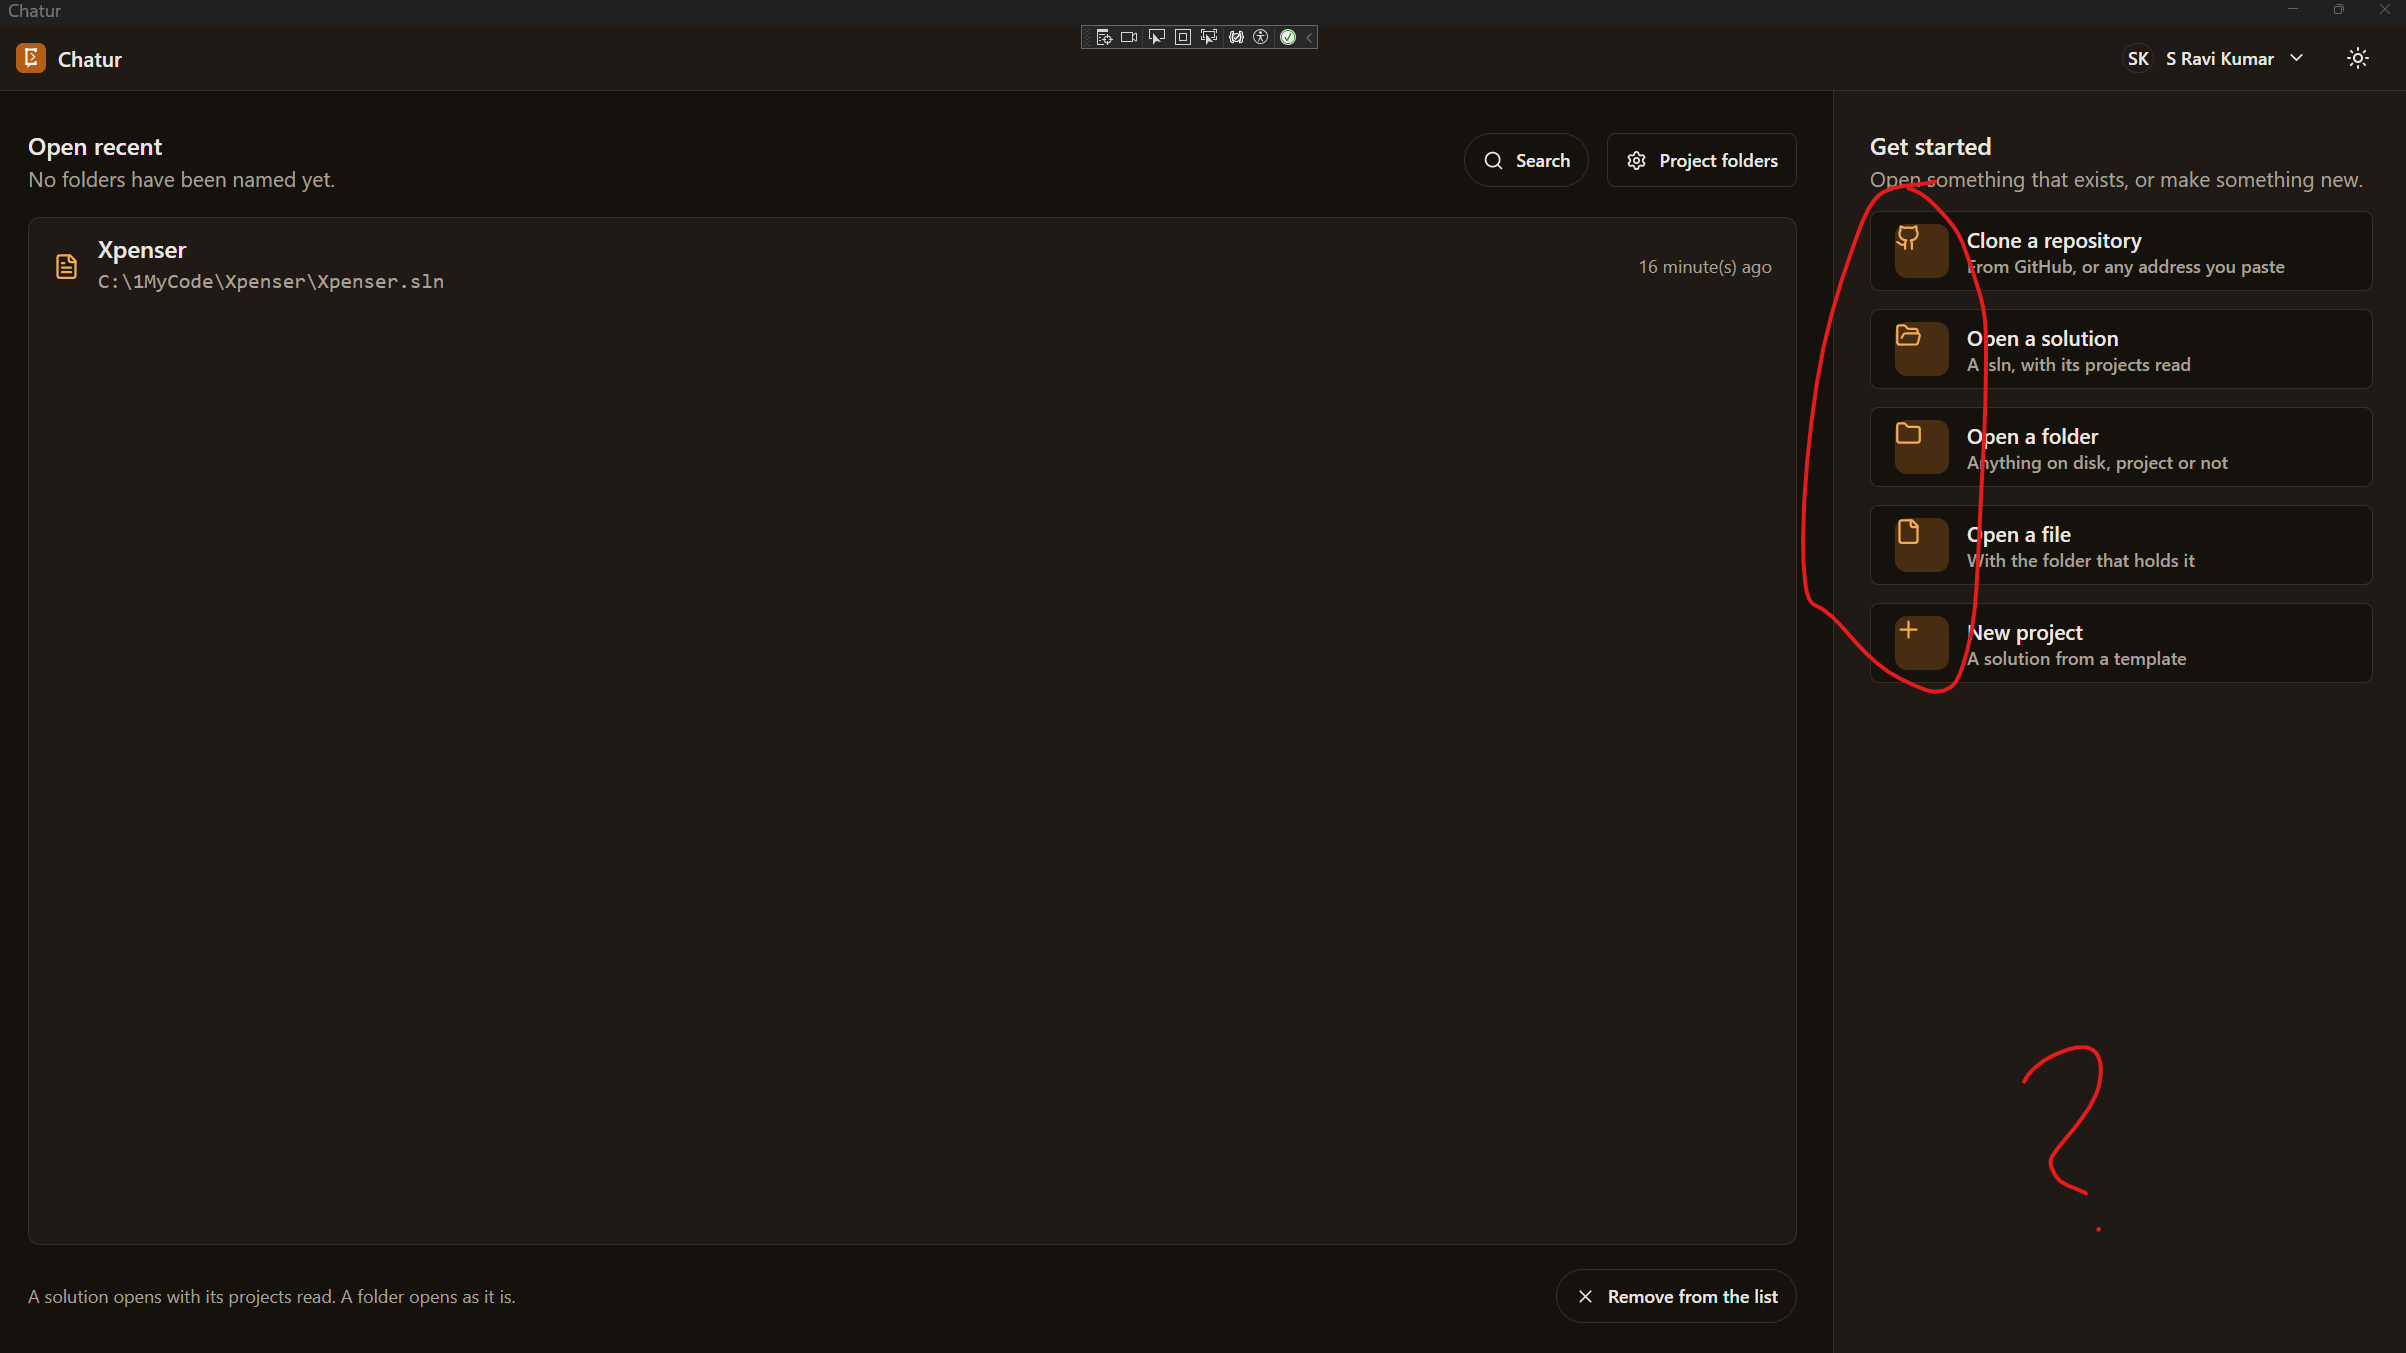 Chatur
Chatur
SK S Ravi Kumar
Open recent
No folders have been named yet.
Search
Project folders
Xpenser
C:\1MyCode\Xpenser\Xpenser.sln
16 minute(s) ago
A solution opens with its projects read. A folder opens as it is.
Remove from the list
Get started
Open something that exists, or make something new.
Clone a repository
From GitHub, or any address you paste
Open a solution
A .sln, with its projects read
Open a folder
Anything on disk, project or not
Open a file
With the folder that holds it
New project
A solution from a template
?